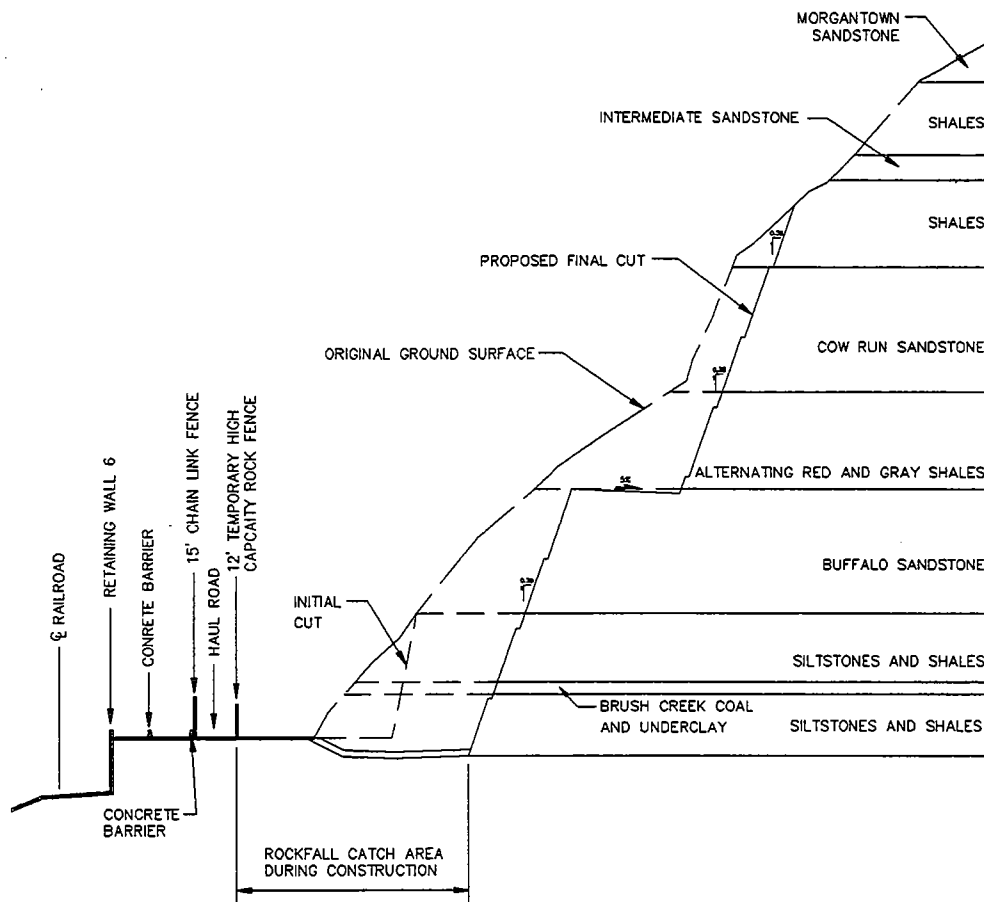 MORGANTOWN
SANDSTONE
INTERMEDIATE SANDSTONE
SHALES
SHALES
PROPOSED FINAL CUT
COW RUN SANDSTONE
ORIGINAL GROUND SURFACE
ALTERNATING RED AND GRAY SHALES
5%
BUFFALO SANDSTONE
INITIAL
CUT
SILTSTONES AND SHALES
BRUSH CREEK COAL
AND UNDERCLAY
SILTSTONES AND SHALES
℄ RAILROAD
RETAINING WALL 6
CONRETE BARRIER
15' CHAIN LINK FENCE
HAUL ROAD
12' TEMPORARY HIGH
CAPCAITY ROCK FENCE
CONCRETE
BARRIER
ROCKFALL CATCH AREA
DURING CONSTRUCTION